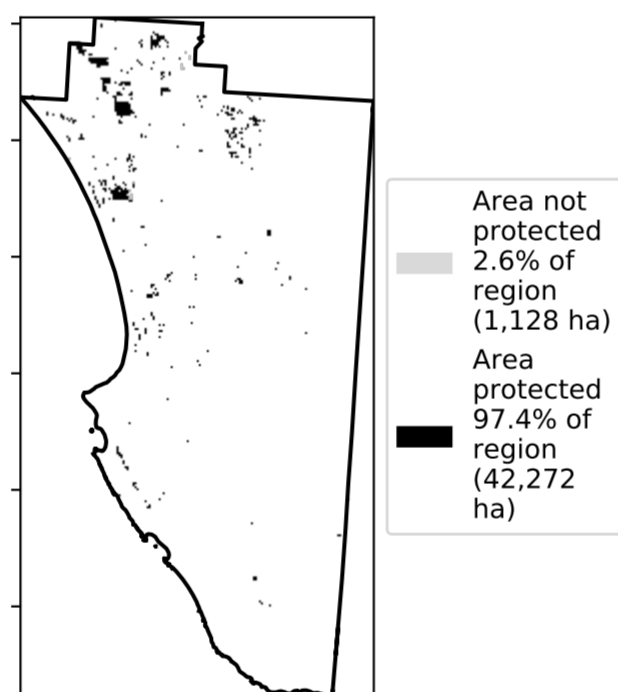 Area not
protected
2.6% of
region
(1,128 ha)
Area
protected
97.4% of
region
(42,272
ha)